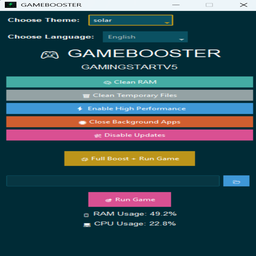 GAMEBOOSTER
Choose Theme: solar
Choose Language: English
GAMEBOOSTER
GAMINGSTARTV5
Clean RAM
Clean Temporary Files
Enable High Performance
Close Background Apps
Disable Updates
Full Boost + Run Game
Run Game
RAM Usage: 49.2%
CPU Usage: 22.8%